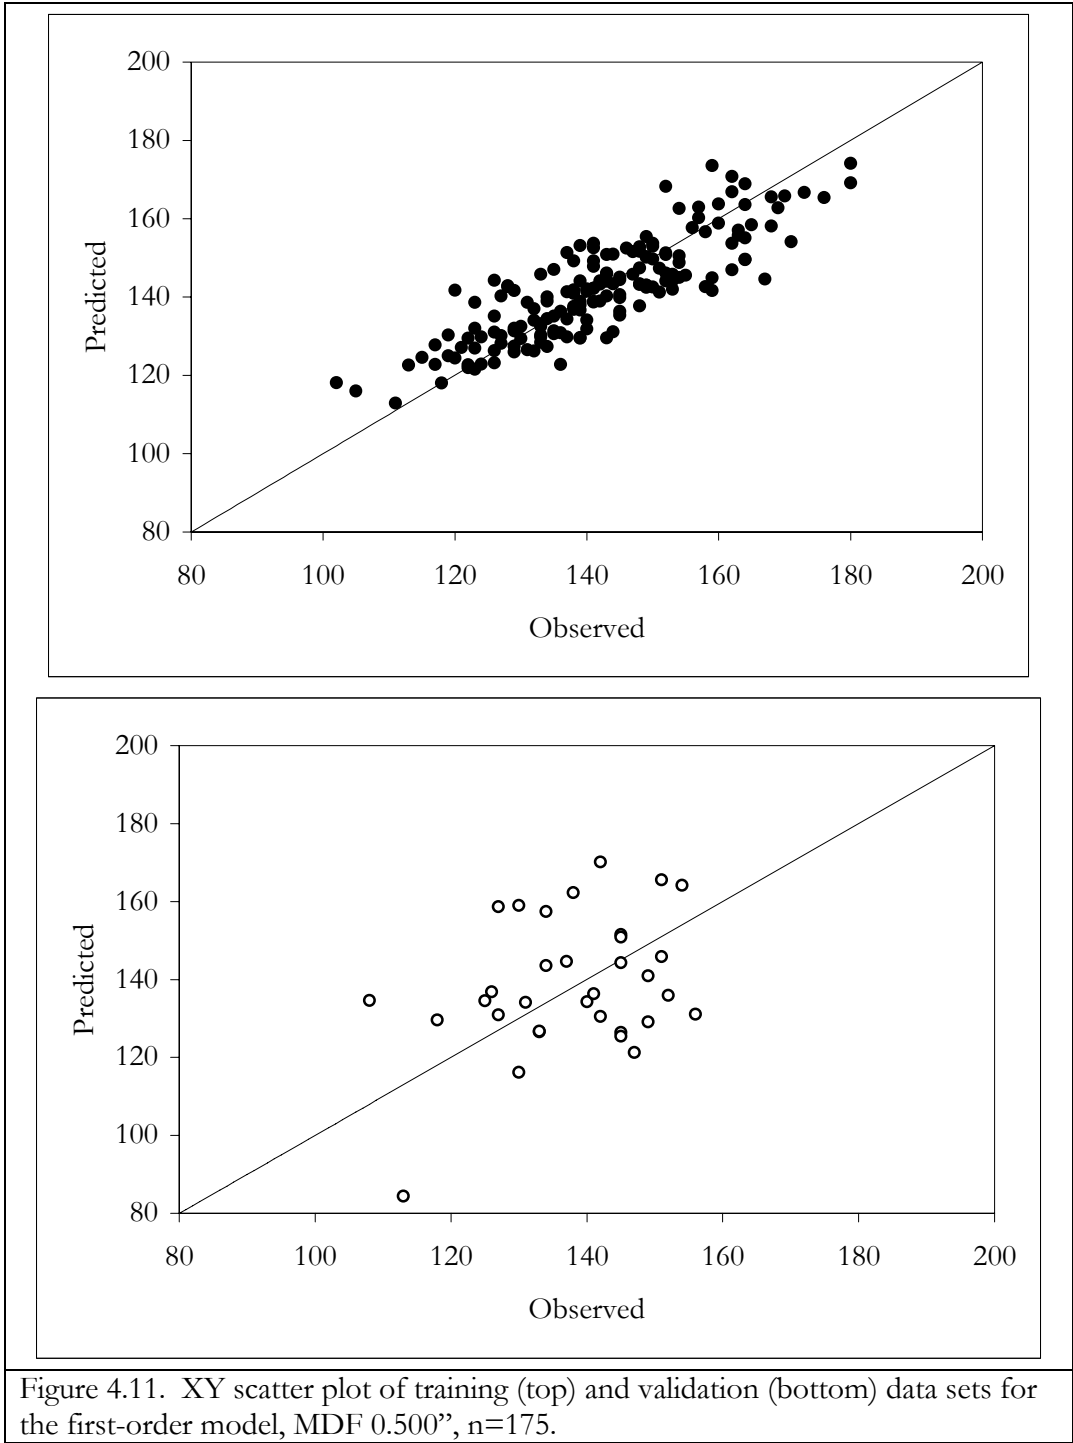 200
180
160
140
120
100
80
Predicted
80 100 120 140 160 180 200
Observed
200
180
160
140
120
100
80
Predicted
80 100 120 140 160 180 200
Observed
Figure 4.11. XY scatter plot of training (top) and validation (bottom) data sets for
the first-order model, MDF 0.500”, n=175.